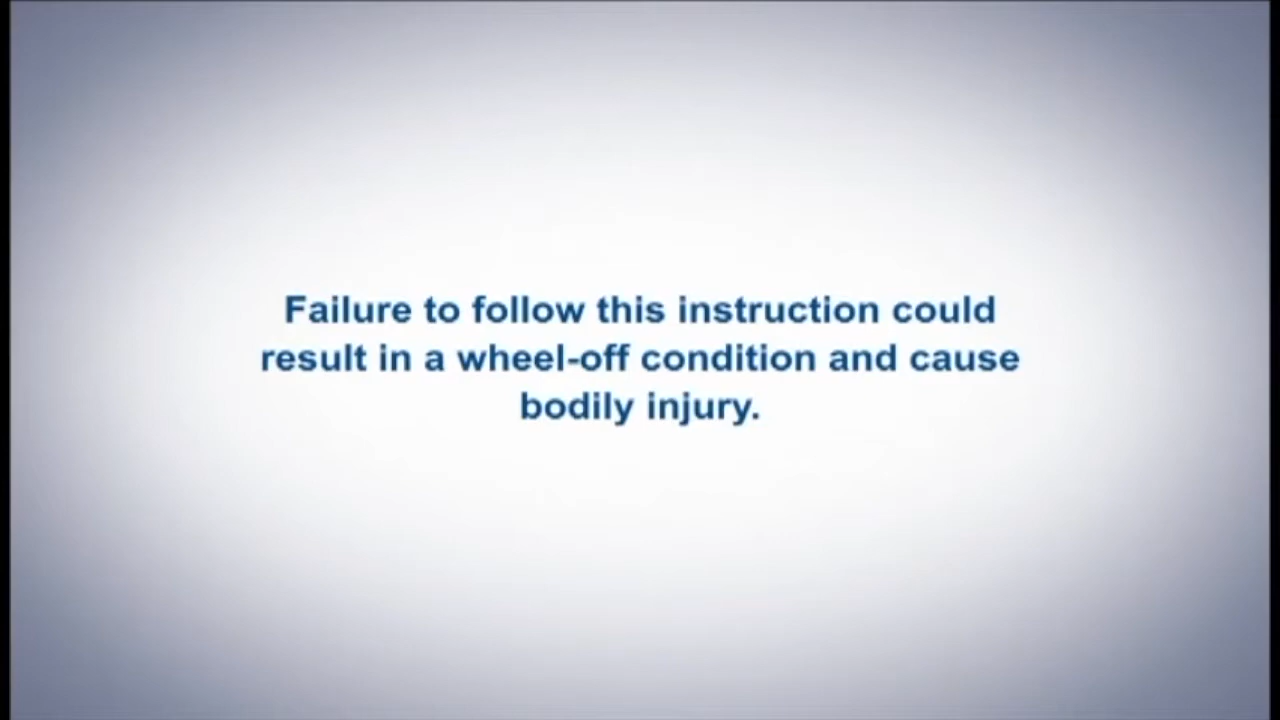 Failure to follow this instruction could
result in a wheel-off condition and cause
bodily injury.